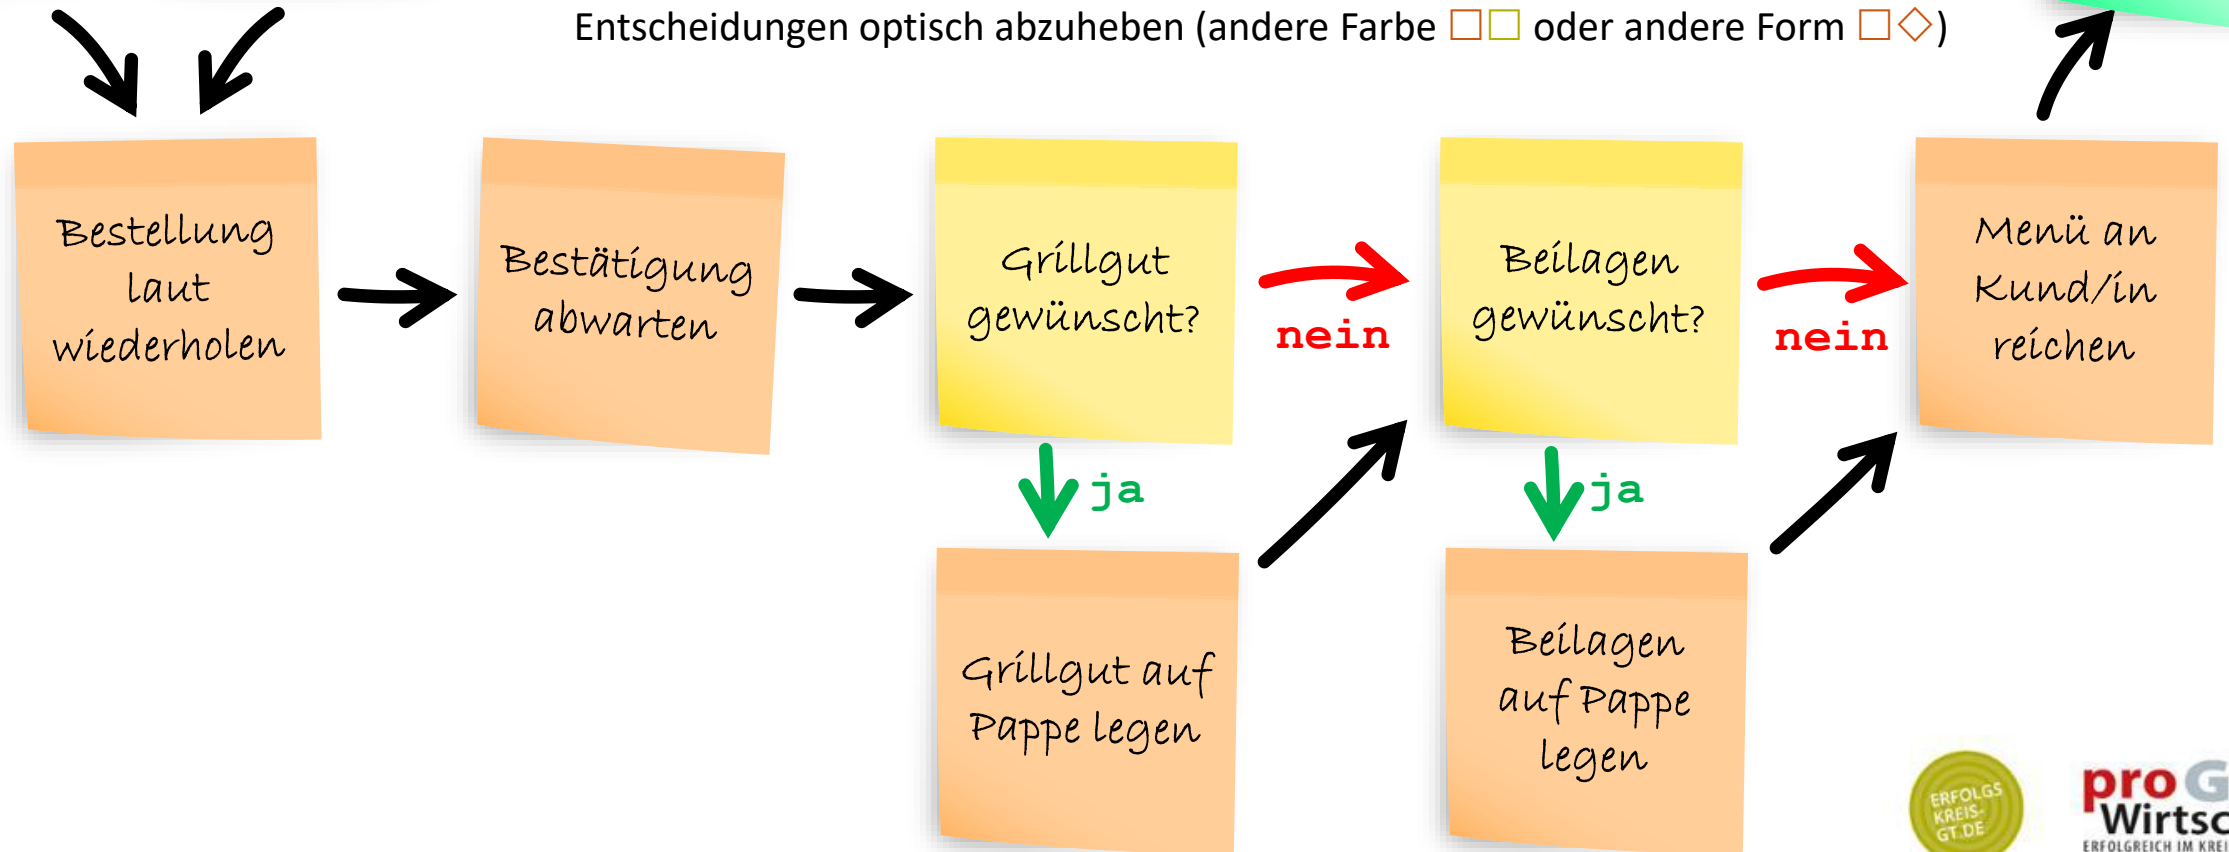 Entscheidungen optisch abzuheben (andere Farbe □□ oder andere Form □◇)
Bestellung
laut
wiederholen
Bestätigung
abwarten
Grillgut
gewünscht?
nein
Beilagen
gewünscht?
nein
Menü an
Kund/in
reichen
ja
ja
Grillgut auf
Pappe legen
Beilagen
auf Pappe
legen
ERFOLGS
KREIS-
GT.DE
pro G
Wirtsc
ERFOLGREICH IM KREI